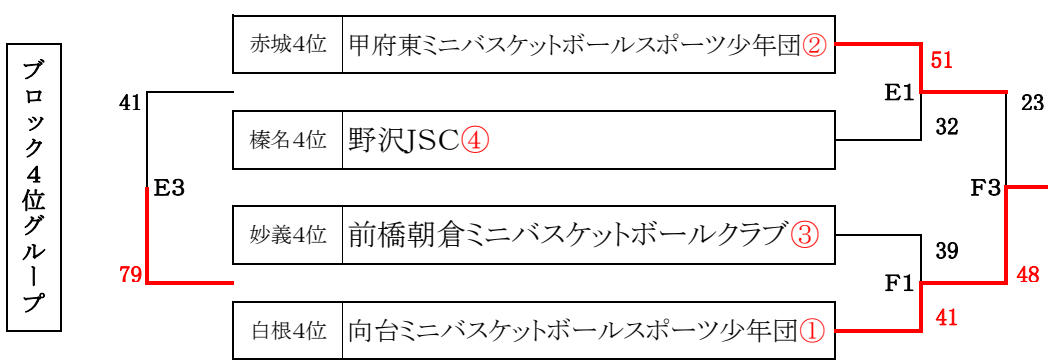 ブロック4位グループ
赤城4位 甲府東ミニバスケットボールスポーツ少年団②
51
41
E1
23
榛名4位 野沢JSC④
32
E3
F3
妙義4位 前橋朝倉ミニバスケットボールクラブ③
39
79
F1
48
白根4位 向台ミニバスケットボールスポーツ少年団①
41